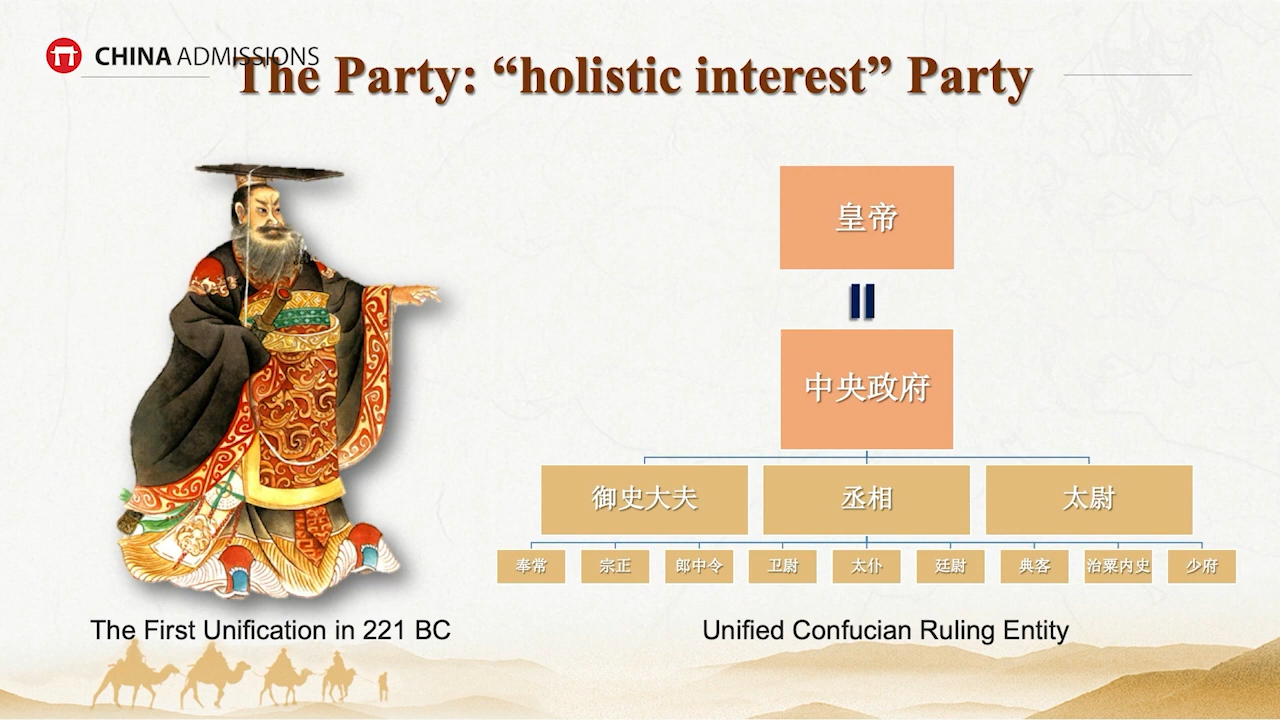 CHINA ADMISSIONS
The Party: “holistic interest” Party
皇帝
中央政府
御史大夫
丞相
太尉
奉常
宗正
郎中令
卫尉
太仆
廷尉
典客
治粟内史
少府
The First Unification in 221 BC
Unified Confucian Ruling Entity